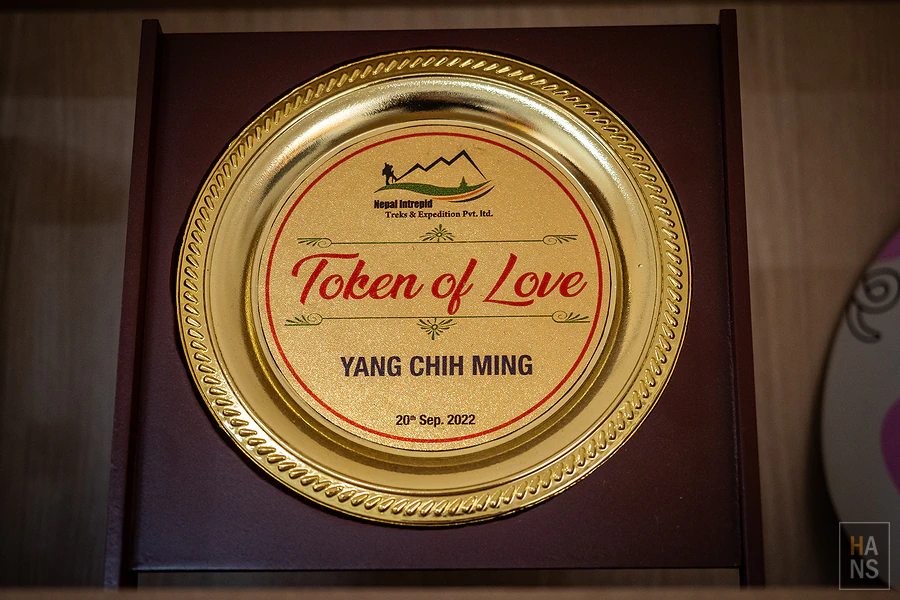 Nepal Intrepid
Treks & Expedition Pvt. ltd.
Token of Love
YANG CHIH MING
20th Sep. 2022
HA
NS